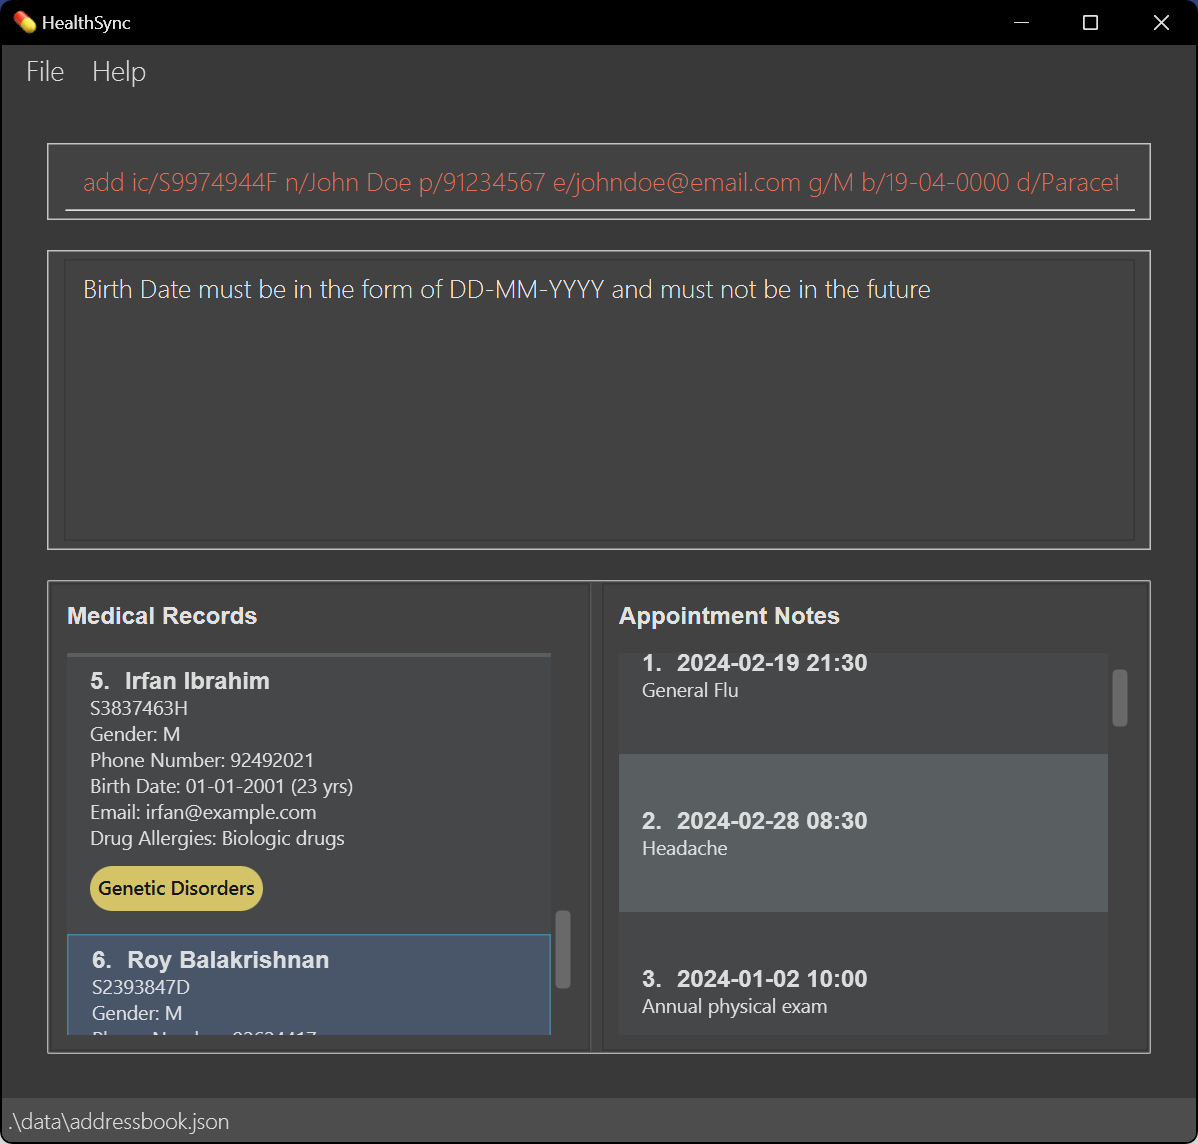 HealthSync
File Help
add ic/S9974944F n/John Doe p/91234567 e/johndoe@email.com g/M b/19-04-0000 d/Paracet
Birth Date must be in the form of DD-MM-YYYY and must not be in the future
Medical Records
5. Irfan Ibrahim
S3837463H
Gender: M
Phone Number: 92492021
Birth Date: 01-01-2001 (23 yrs)
Email: irfan@example.com
Drug Allergies: Biologic drugs
Genetic Disorders
6. Roy Balakrishnan
S2393847D
Gender: M
Appointment Notes
1. 2024-02-19 21:30
General Flu
2. 2024-02-28 08:30
Headache
3. 2024-01-02 10:00
Annual physical exam
.\data\addressbook.json